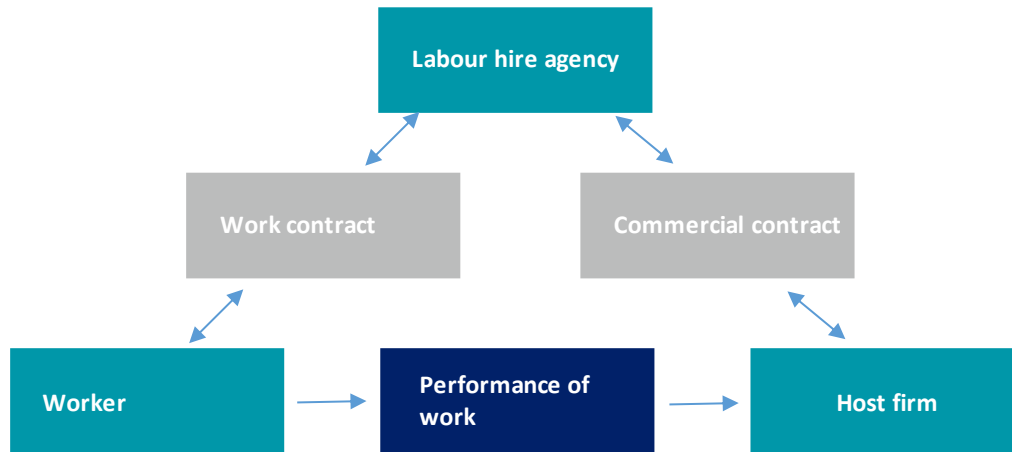 Labour hire agency
Work contract
Commercial contract
Worker
Performance of
work
Host firm